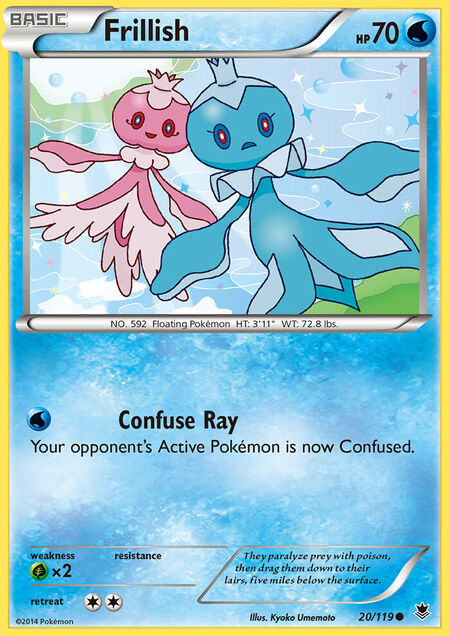 BASIC Frillish HP 70
NO. 592 Floating Pokémon HT: 3'11" WT: 72.8 lbs.
Confuse Ray
Your opponent's Active Pokémon is now Confused.
weakness resistance
×2
They paralyze prey with poison,
then drag them down to their
lairs, five miles below the surface.
retreat
©2014 Pokémon Illus. Kyoko Umemoto 20/119